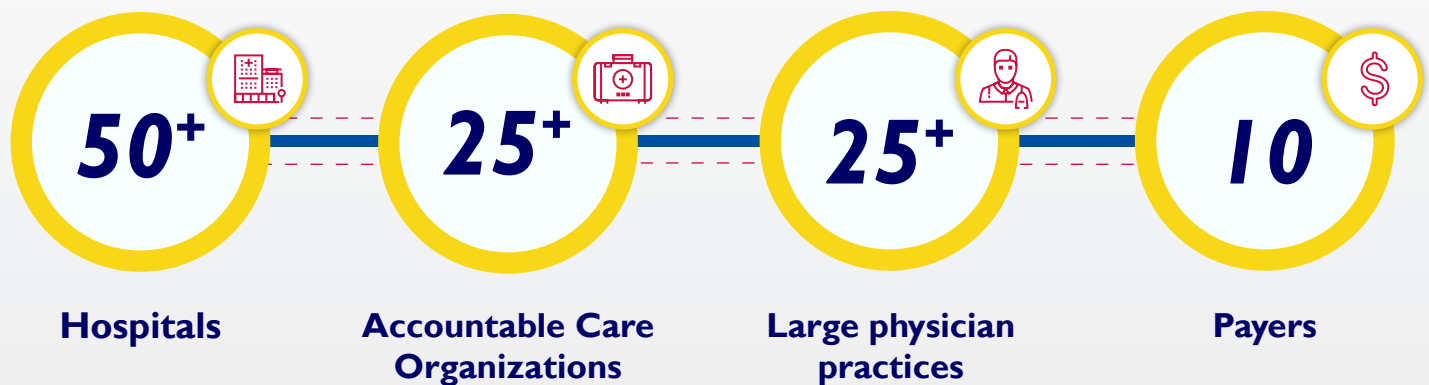 50+
25+
25+
10
$
Hospitals
Accountable Care
Organizations
Large physician
practices
Payers